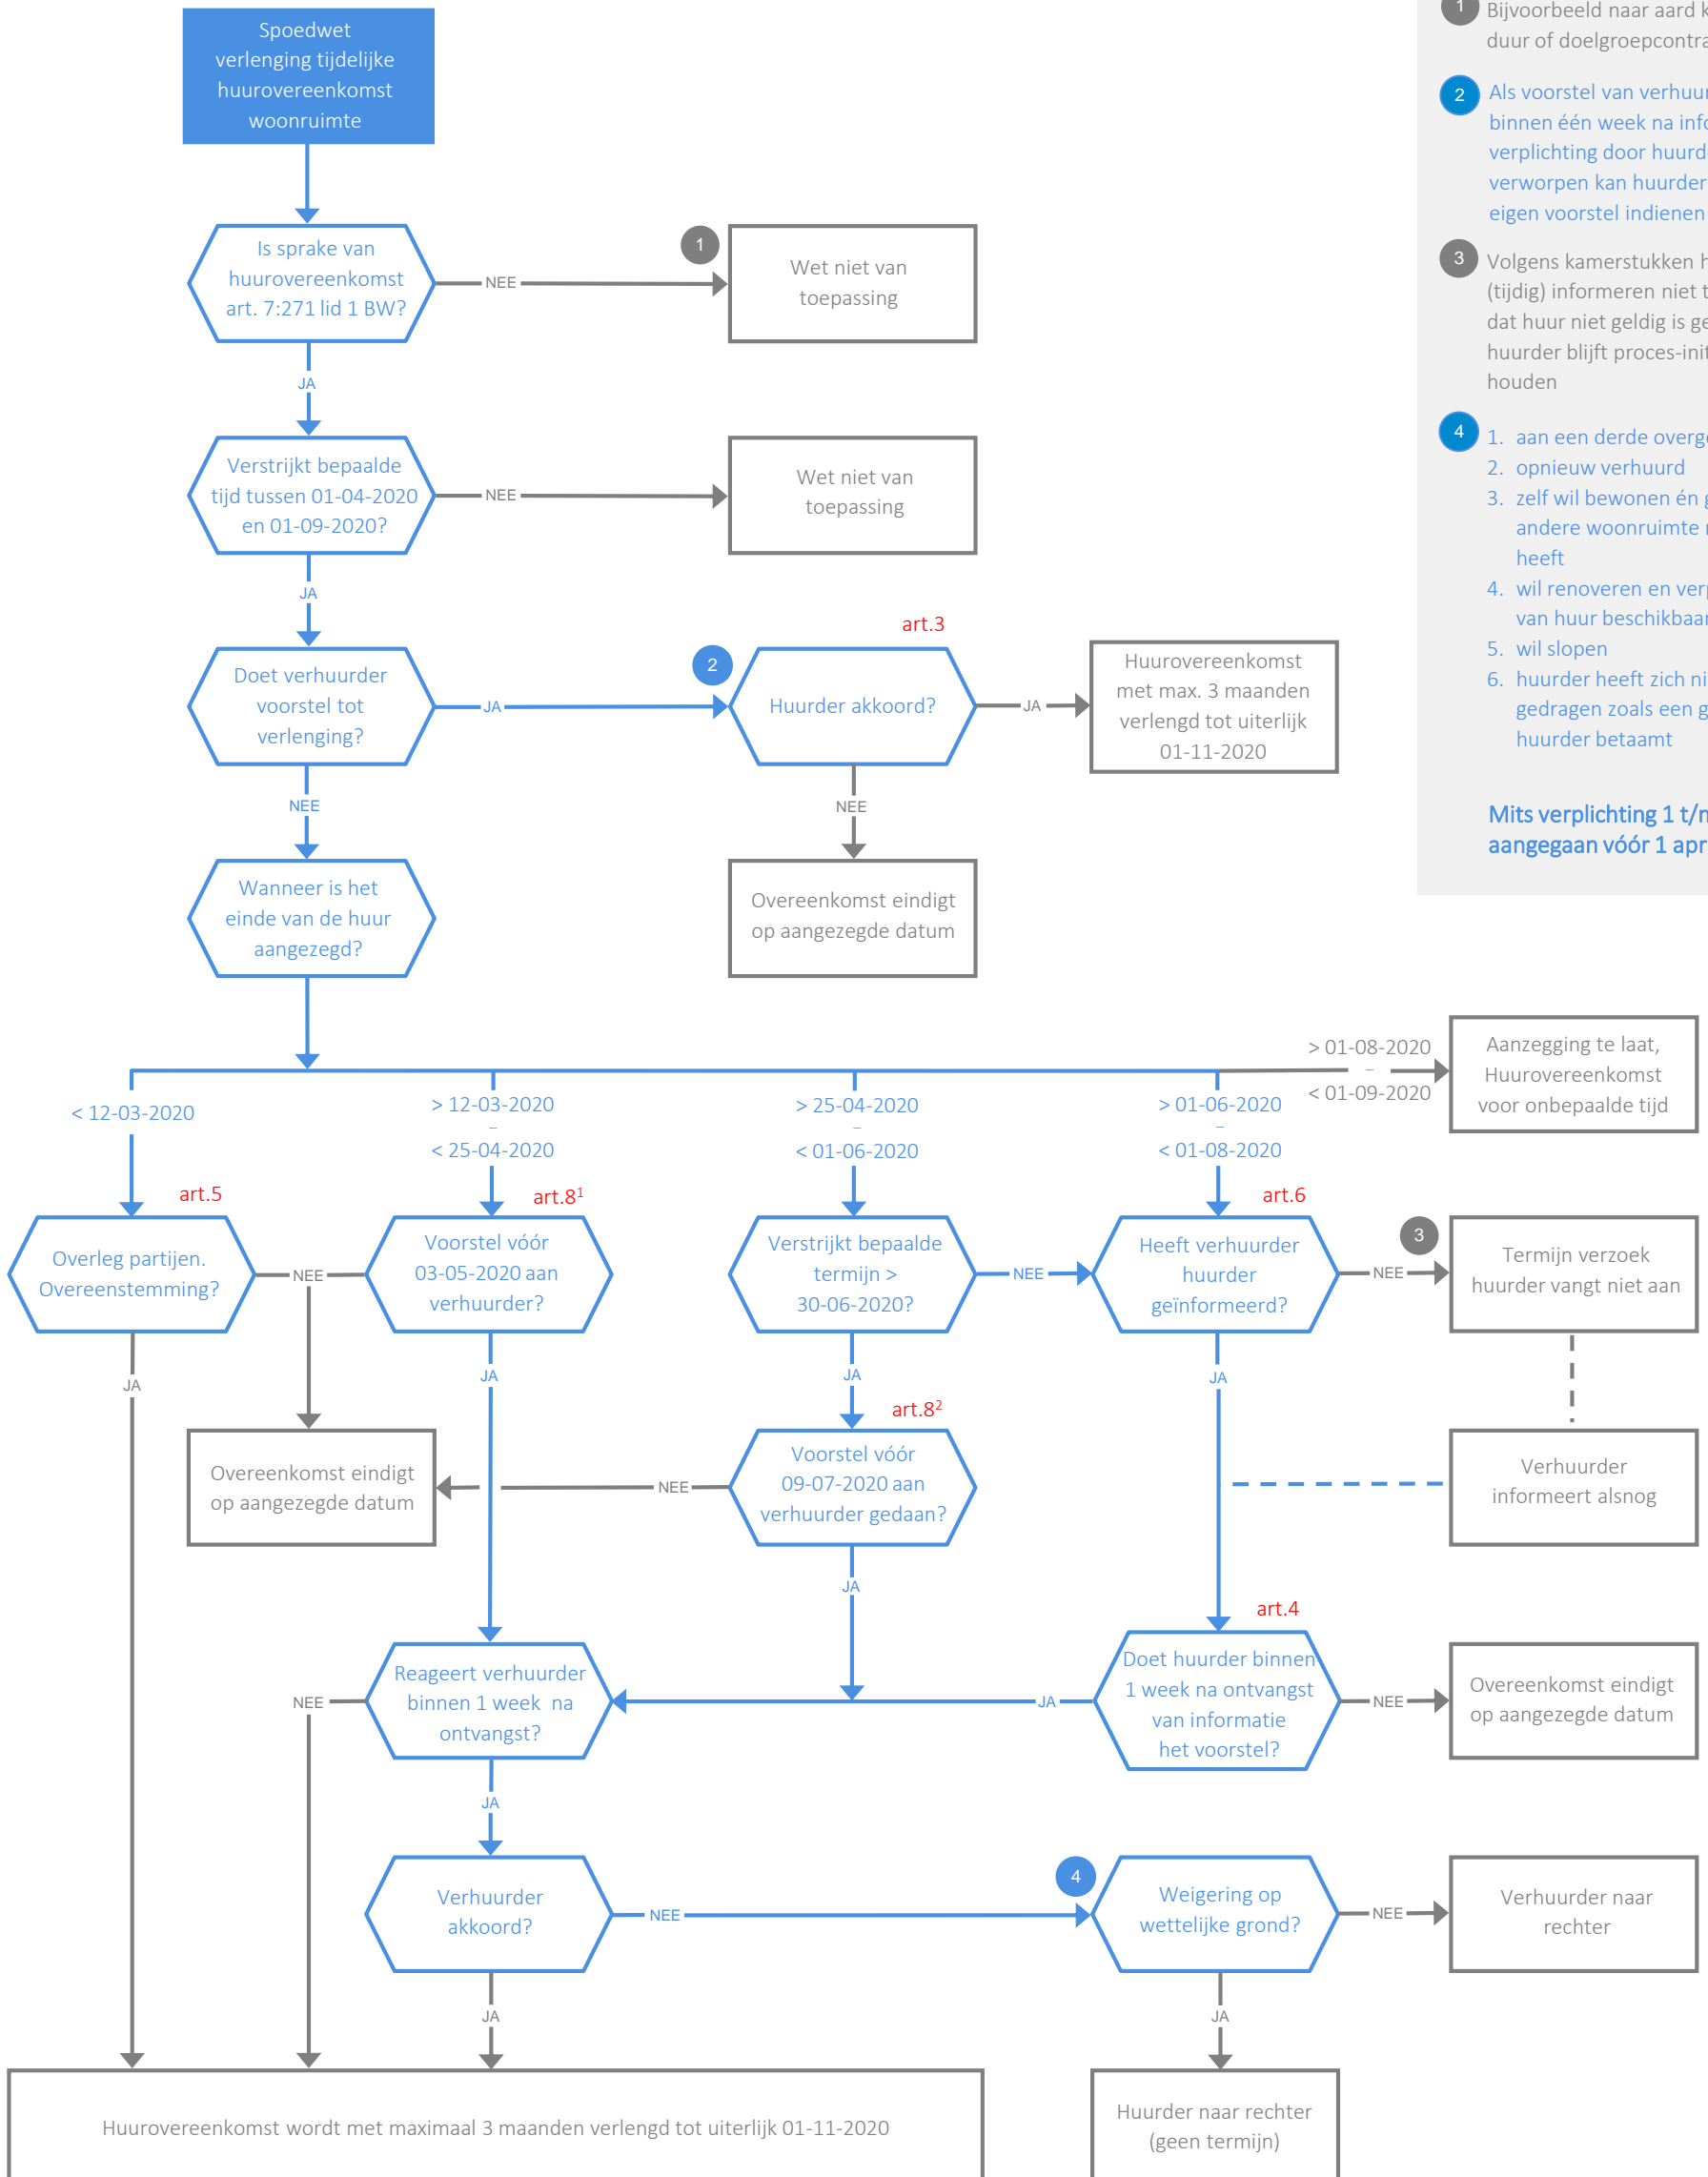 Spoedwet
verlenging tijdelijke
huurovereenkomst
woonruimte
Is sprake van
huurovereenkomst
art. 7:271 lid 1 BW?
NEE
1
Wet niet van
toepassing
JA
Verstrijkt bepaalde
tijd tussen 01-04-2020
en 01-09-2020?
NEE
Wet niet van
toepassing
JA
Doet verhuurder
voorstel tot
verlenging?
JA
2
art.3
Huurder akkoord?
JA
Huurovereenkomst
met max. 3 maanden
verlengd tot uiterlijk
01-11-2020
NEE
NEE
Overeenkomst eindigt
op aangezegde datum
Wanneer is het
einde van de huur
aangezegd?
1
Bijvoorbeeld naar aard
duur of
2
Als voorstel van
binnen één week na
verplichting door
verworpen kan huurder
eigen voorstel indienen
3
Volgens kamerstukken
(tijdig) informeren niet
dat huur niet geldig is
huurder blijft
houden
4
1. aan een derde
2. opnieuw verhuurd
3. zelf wil bewonen én
andere woonruimte
heeft
4. wil renoveren en
van huur
5. wil slopen
6. huurder heeft zich
gedragen zoals een
huurder betaamt
Mits verplichting 1
aangegaan vóór 1
> 01-08-2020
–
< 01-09-2020
Aanzegging te laat,
Huurovereenkomst
voor onbepaalde tijd
< 12-03-2020
> 12-03-2020
–
< 25-04-2020
> 25-04-2020
–
< 01-06-2020
> 01-06-2020
–
< 01-08-2020
art.5
Overleg partijen.
Overeenstemming?
NEE
JA
art.8¹
Voorstel vóór
03-05-2020 aan
verhuurder?
JA
Verstrijkt bepaalde
termijn >
30-06-2020?
NEE
JA
art.6
Heeft verhuurder
huurder
geïnformeerd?
NEE
JA
3
Termijn verzoek
huurder vangt niet aan
Overeenkomst eindigt
op aangezegde datum
NEE
art.8²
Voorstel vóór
09-07-2020 aan
verhuurder gedaan?
JA
Verhuurder
informeert alsnog
NEE
Reageert verhuurder
binnen 1 week na
ontvangst?
JA
JA
art.4
Doet huurder binnen
1 week na ontvangst
van informatie
het voorstel?
NEE
Overeenkomst eindigt
op aangezegde datum
Verhuurder
akkoord?
NEE
JA
4
Weigering op
wettelijke grond?
NEE
JA
Verhuurder naar
rechter
Huurovereenkomst wordt met maximaal 3 maanden verlengd tot uiterlijk 01-11-2020
Huurder naar rechter
(geen termijn)